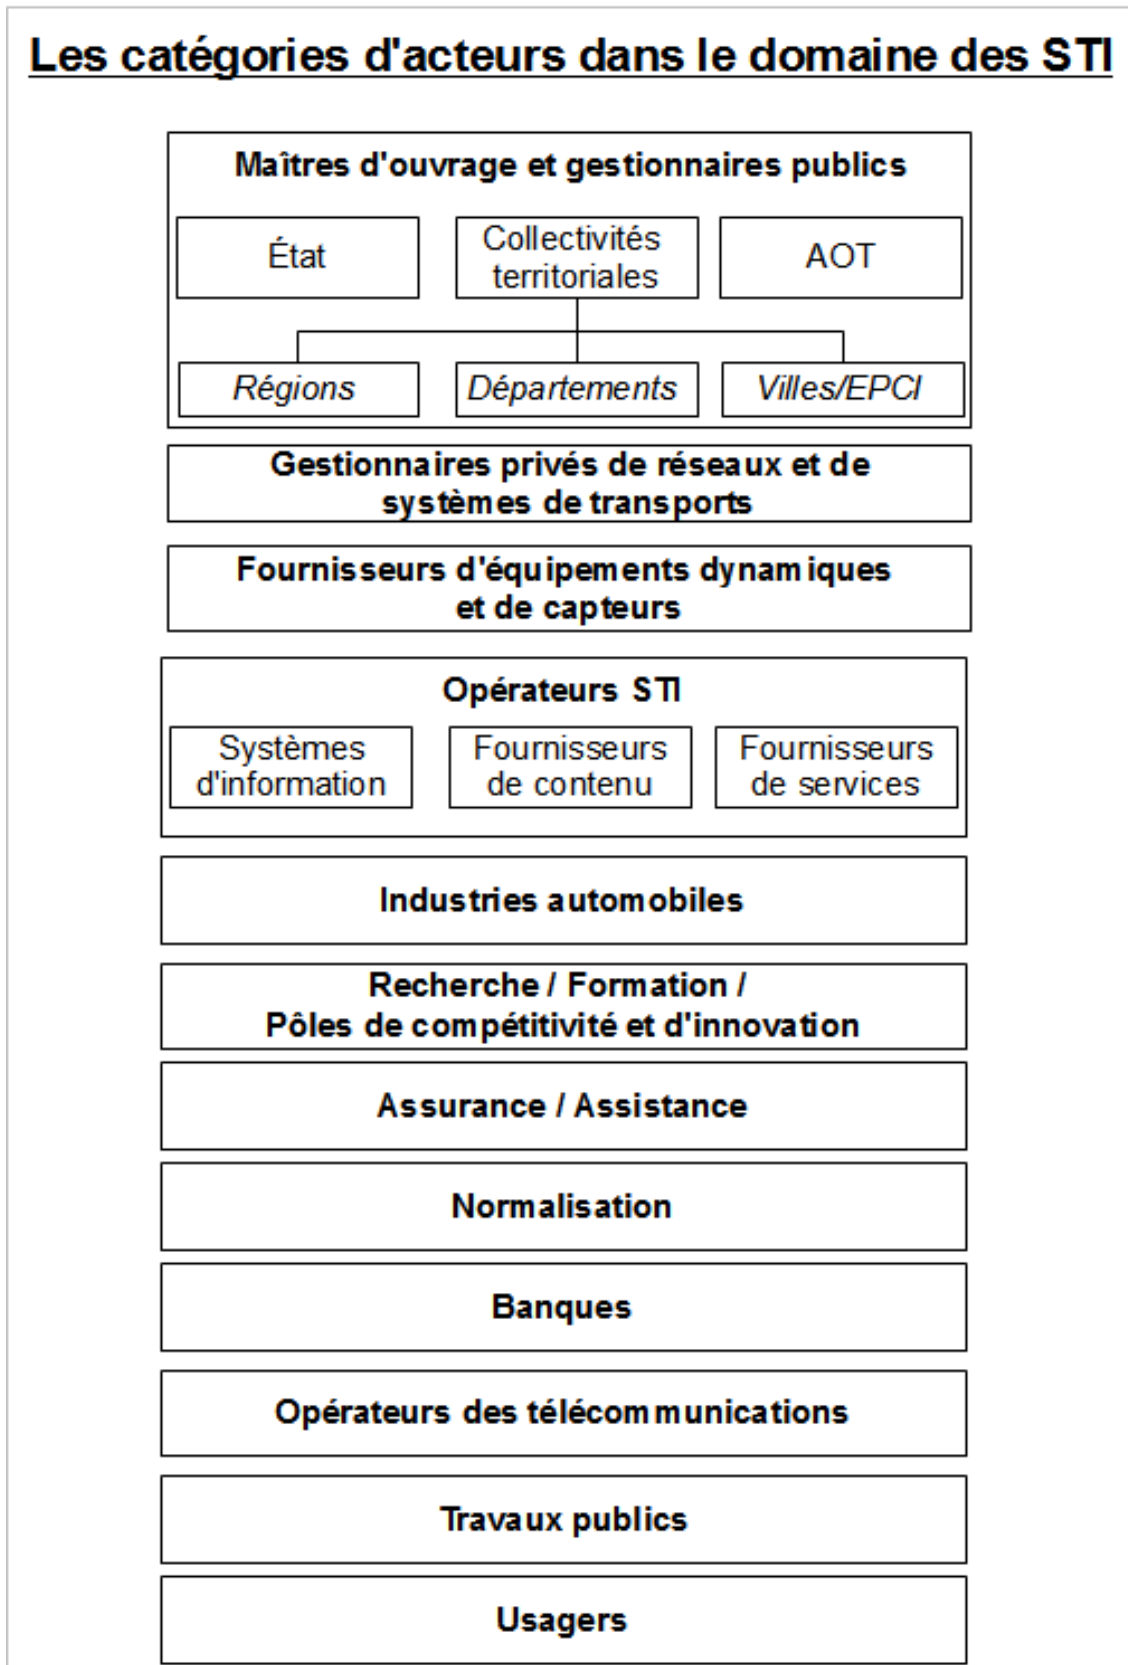 Les catégories d'acteurs dans le domaine des STI
Maîtres d'ouvrage et gestionnaires publics
État
Collectivités
territoriales
AOT
Régions
Départements
Villes/EPCI
Gestionnaires privés de réseaux et de
systèmes de transports
Fournisseurs d'équipements dynamiques
et de capteurs
Opérateurs STI
Systèmes
d'information
Fournisseurs
de contenu
Fournisseurs
de services
Industries automobiles
Recherche / Formation /
Pôles de compétitivité et d'innovation
Assurance / Assistance
Normalisation
Banques
Opérateurs des télécommunications
Travaux publics
Usagers